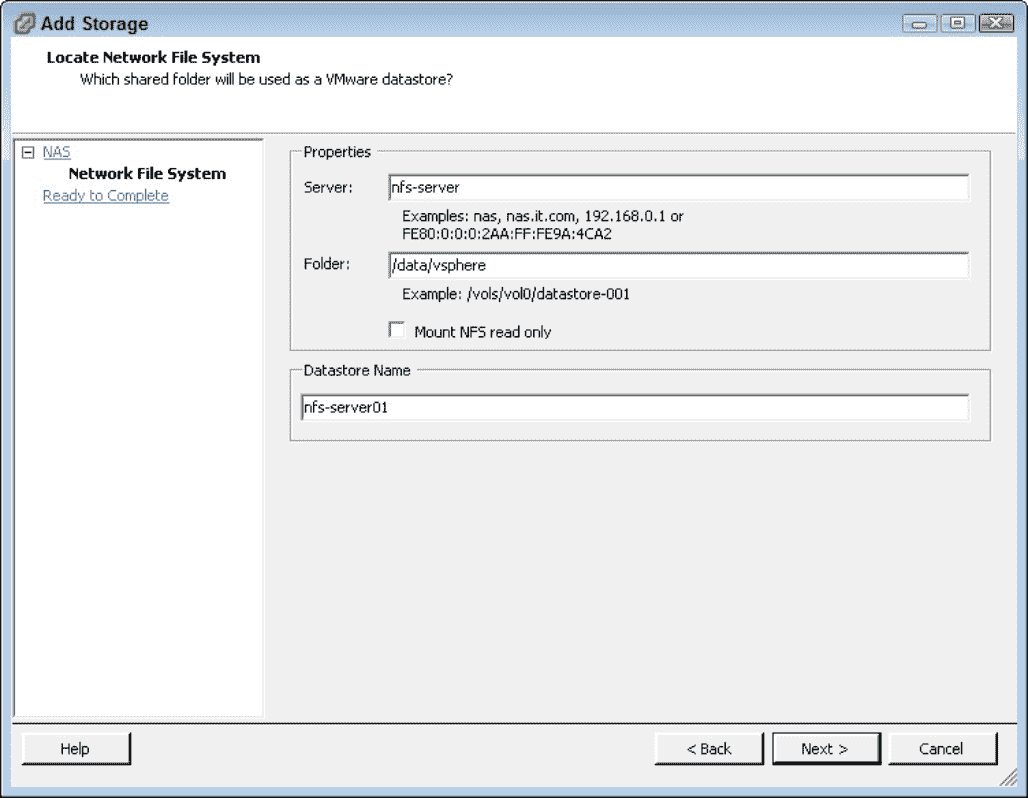 Add Storage
Locate Network File System
Which shared folder will be used as a VMware datastore?
NAS
Network File System
Ready to Complete
Properties
Server:
nfs-server
Examples: nas, nas.it.com, 192.168.0.1 or
FE80:0:0:0:2AA:FF:FE9A:4CA2
Folder:
/data/vsphere
Example: /vols/vol0/datastore-001
Mount NFS read only
Datastore Name
nfs-server01
Help
< Back
Next >
Cancel